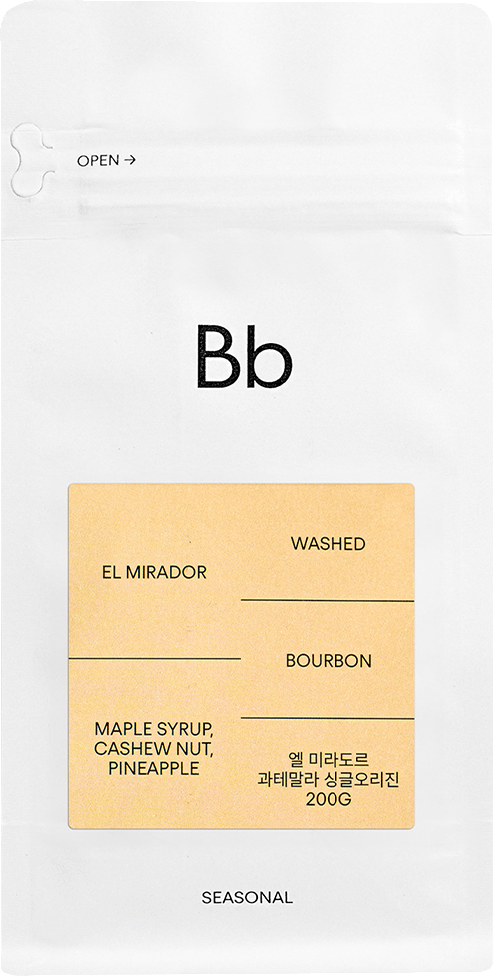 OPEN →
Bb
EL MIRADOR
WASHED
BOURBON
MAPLE SYRUP,
CASHEW NUT,
PINEAPPLE
엘 미라도르
과테말라 싱글오리진
200G
SEASONAL